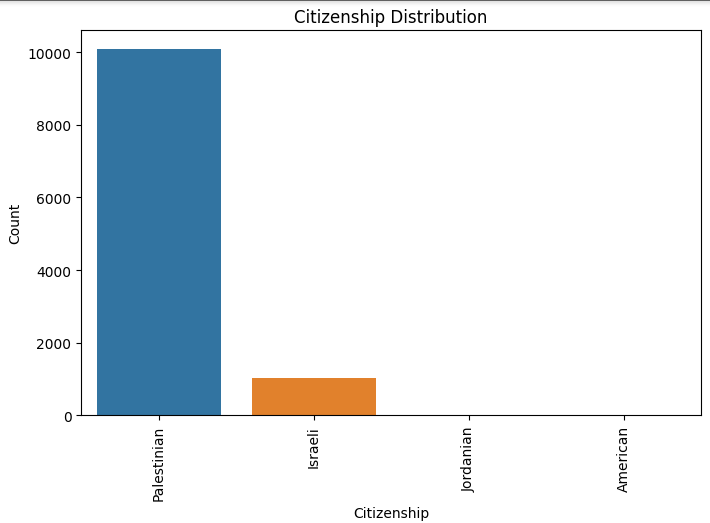 Citizenship Distribution
10000
8000
6000
4000
2000
0
Count
Palestinian
Israeli
Jordanian
American
Citizenship